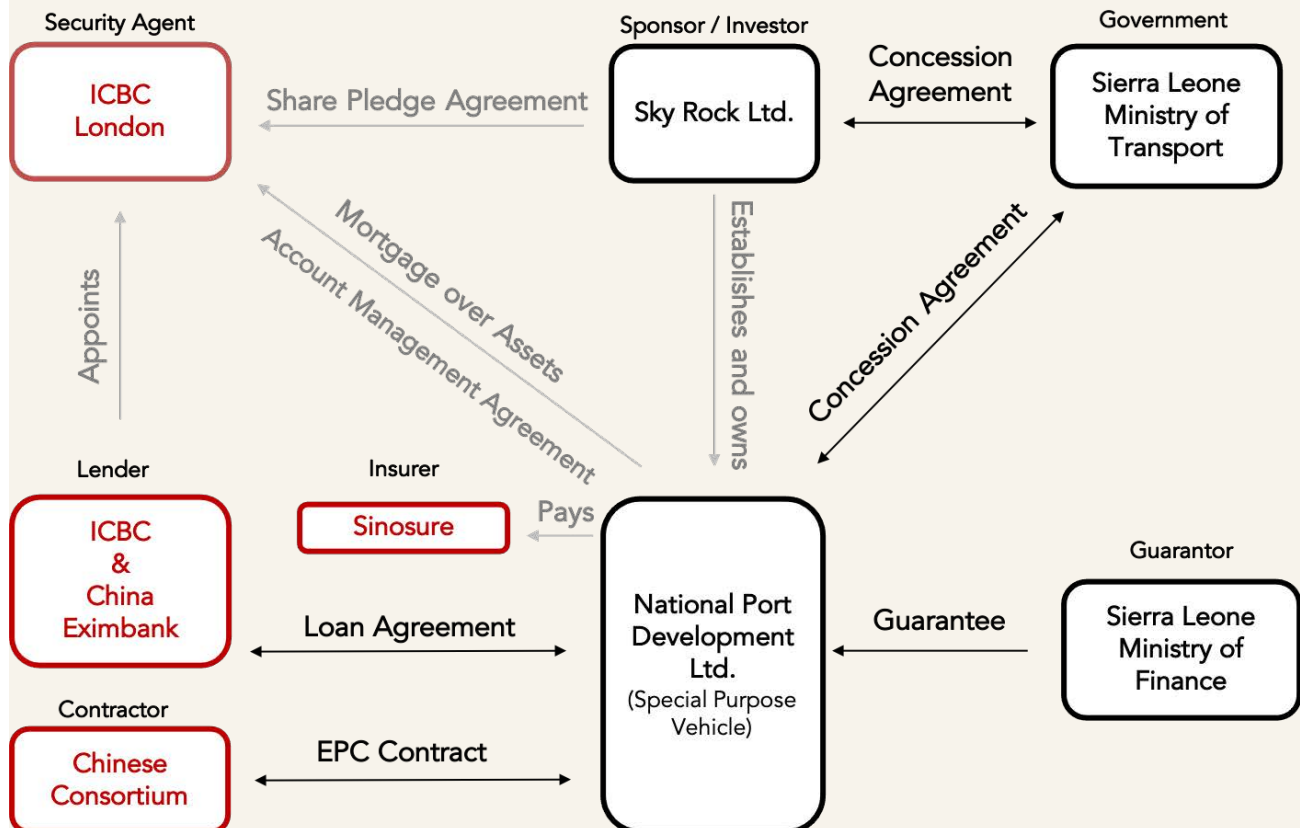 Security Agent
ICBC
London
Share Pledge Agreement
Sponsor / Investor
Sky Rock Ltd.
Concession
Agreement
Government
Sierra Leone
Ministry of
Transport
Appoints
Mortgage over Assets
Account Management Agreement
Establishes and owns
Concession Agreement
Lender
ICBC
&
China
Eximbank
Insurer
Sinosure
Pays
Loan Agreement
National Port
Development
Ltd.
(Special Purpose
Vehicle)
Guarantee
Guarantor
Sierra Leone
Ministry of
Finance
Contractor
Chinese
Consortium
EPC Contract